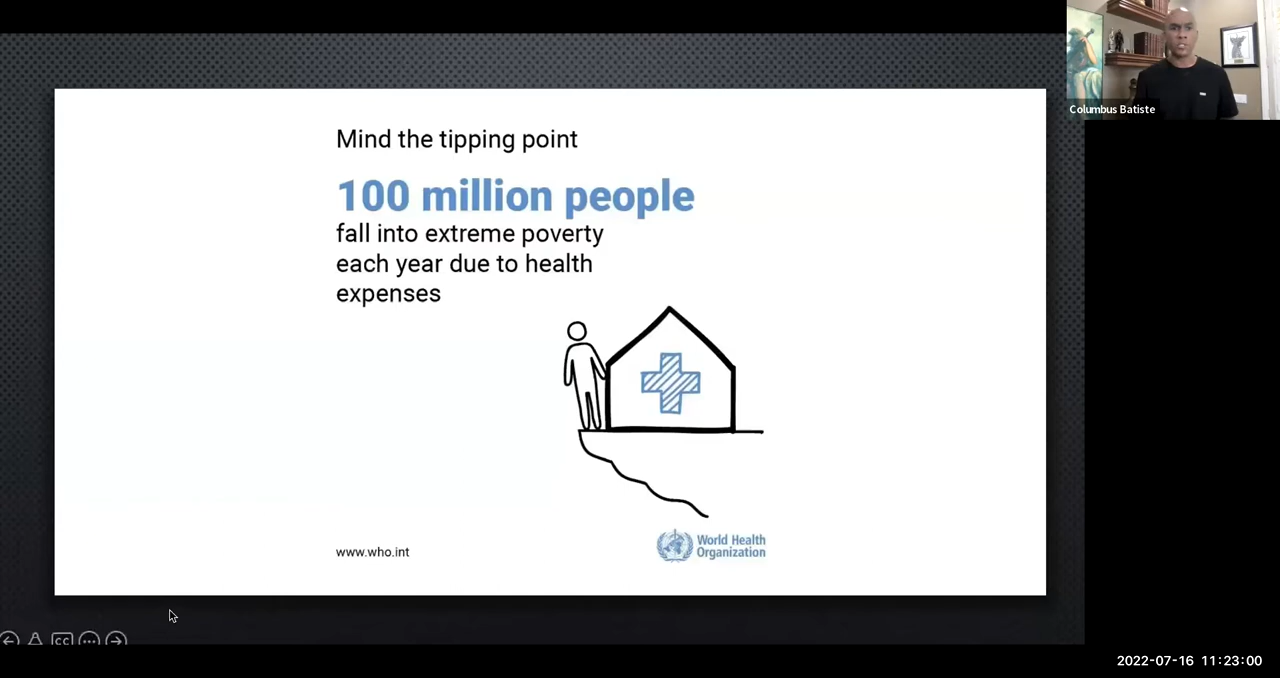 Mind the tipping point
100 million people
fall into extreme poverty
each year due to health
expenses
www.who.int
World Health
Organization
Columbus Batiste
CC
2022-07-16 11:23:00